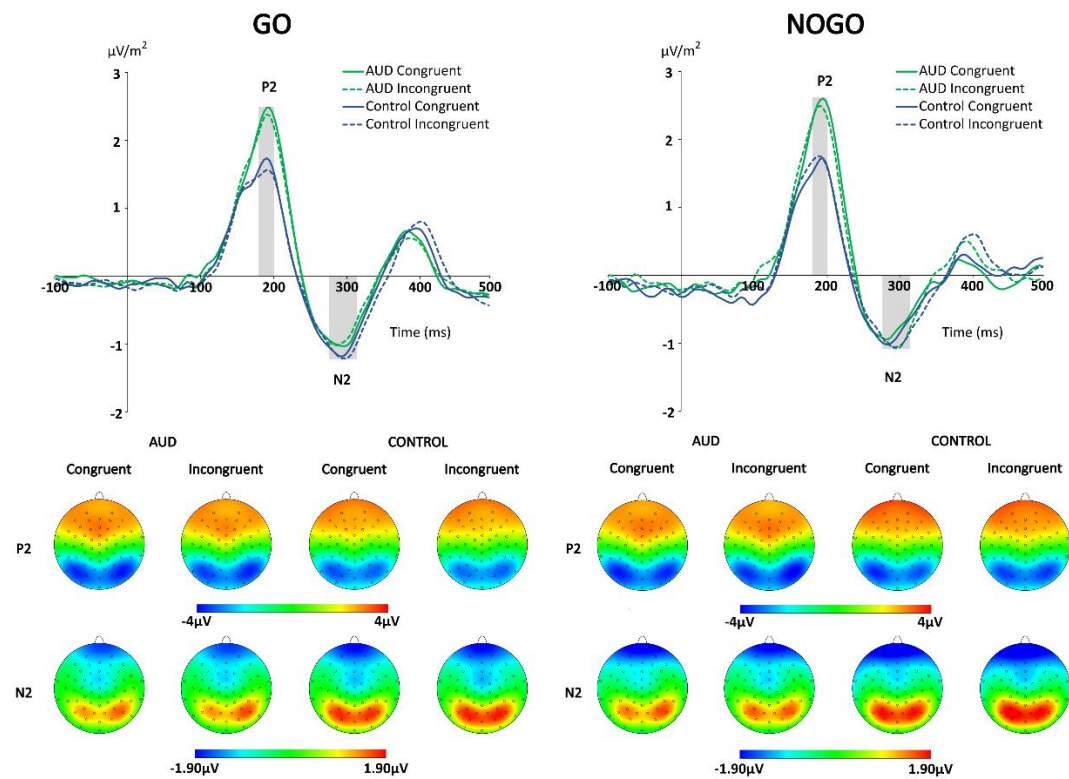 GO
µV/m²
3
2
1
-1
-2
P2
AUD Congruent
AUD Incongruent
Control Congruent
Control Incongruent
-100
100
200
300
400
500
Time (ms)
N2
NOGO
µV/m²
3
2
1
-1
-2
P2
AUD Congruent
AUD Incongruent
Control Congruent
Control Incongruent
-100
100
200
300
400
500
Time (ms)
N2
AUD CONTROL
Congruent Incongruent Congruent Incongruent
P2
-4µV 4µV
N2
-1.90µV 1.90µV
AUD CONTROL
Congruent Incongruent Congruent Incongruent
P2
-4µV 4µV
N2
-1.90µV 1.90µV